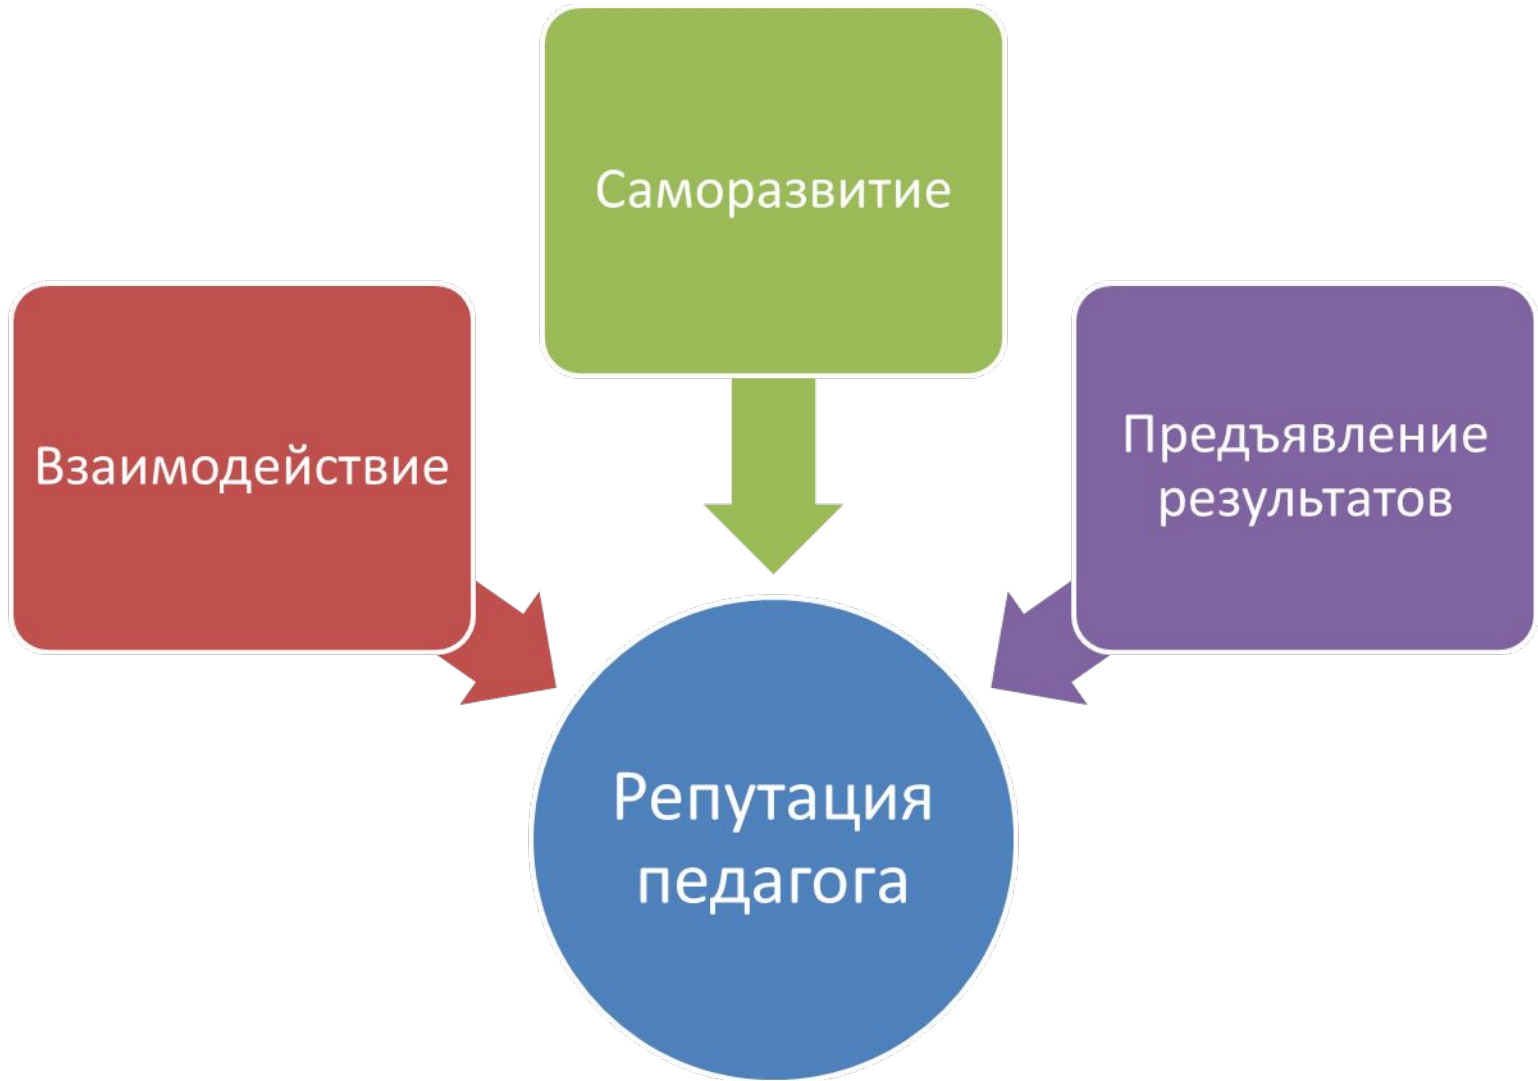 Саморазвитие
Взаимодействие
Предъявление
результатов
Репутация
педагога